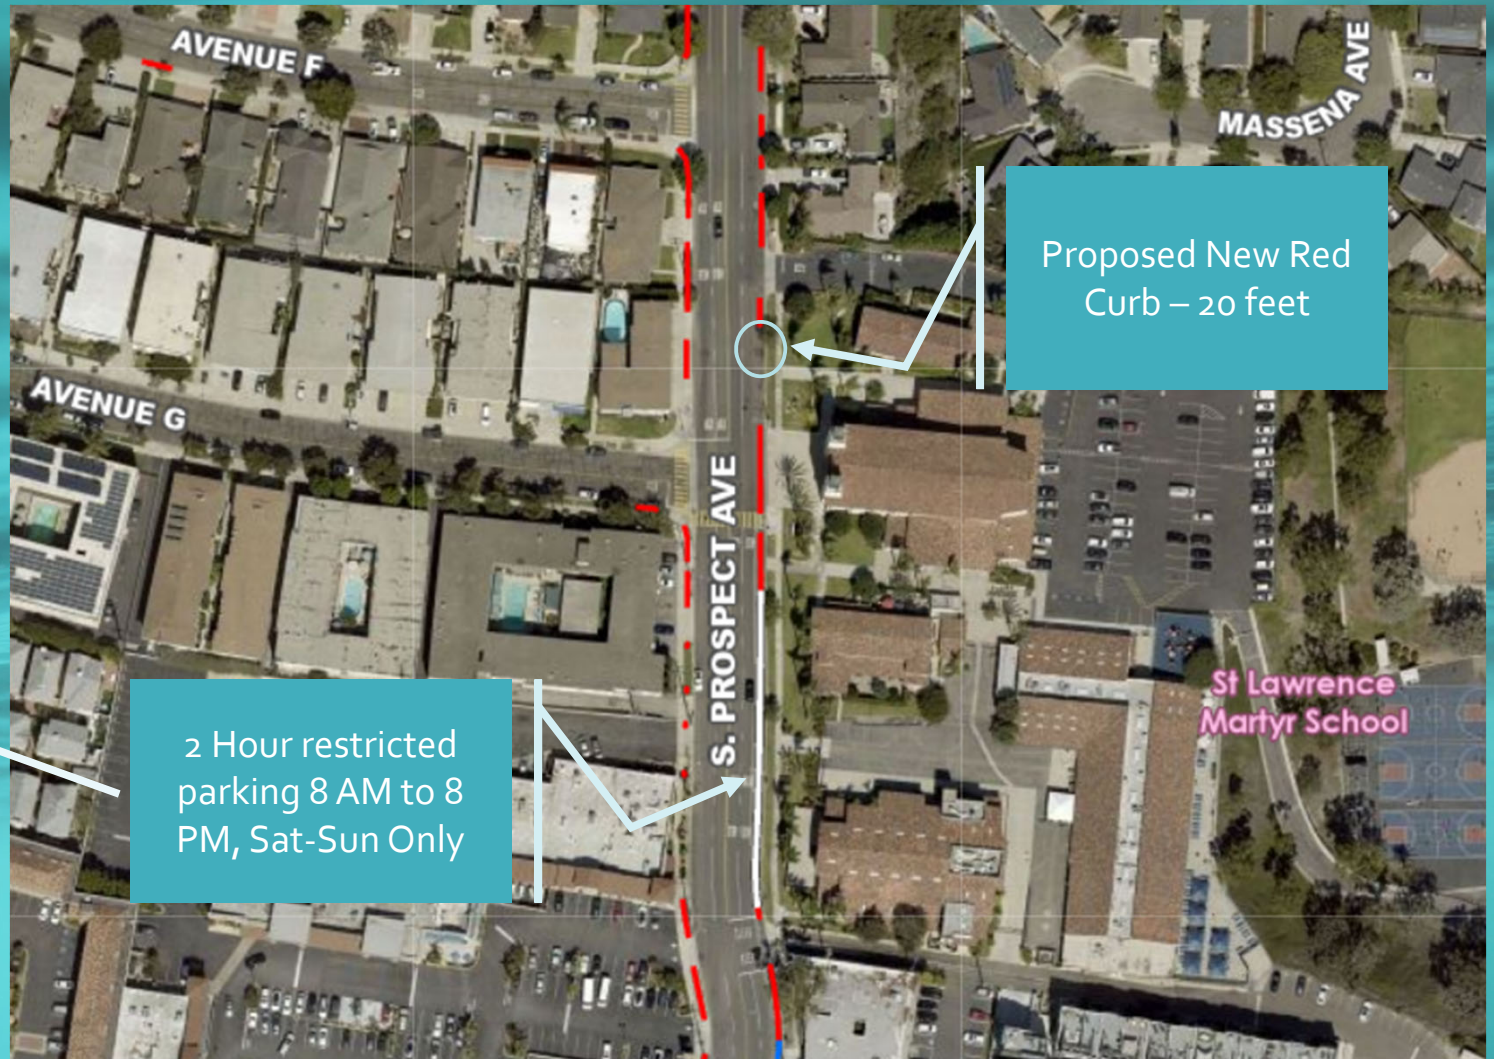 AVENUE F
MASSENA AVE
Proposed New Red
Curb – 20 feet
AVENUE G
S. PROSPECT AVE
St Lawrence
Martyr School
2 Hour restricted
parking 8 AM to 8
PM, Sat-Sun Only